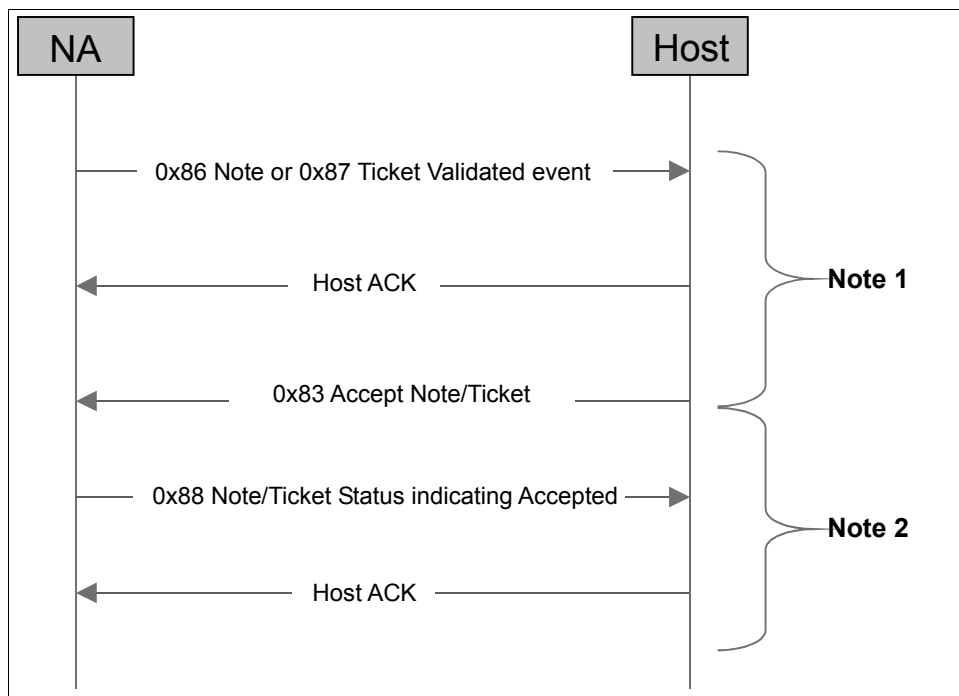 NA
Host
0x86 Note or 0x87 Ticket Validated event
Host ACK
Note 1
0x83 Accept Note/Ticket
0x88 Note/Ticket Status indicating Accepted
Note 2
Host ACK